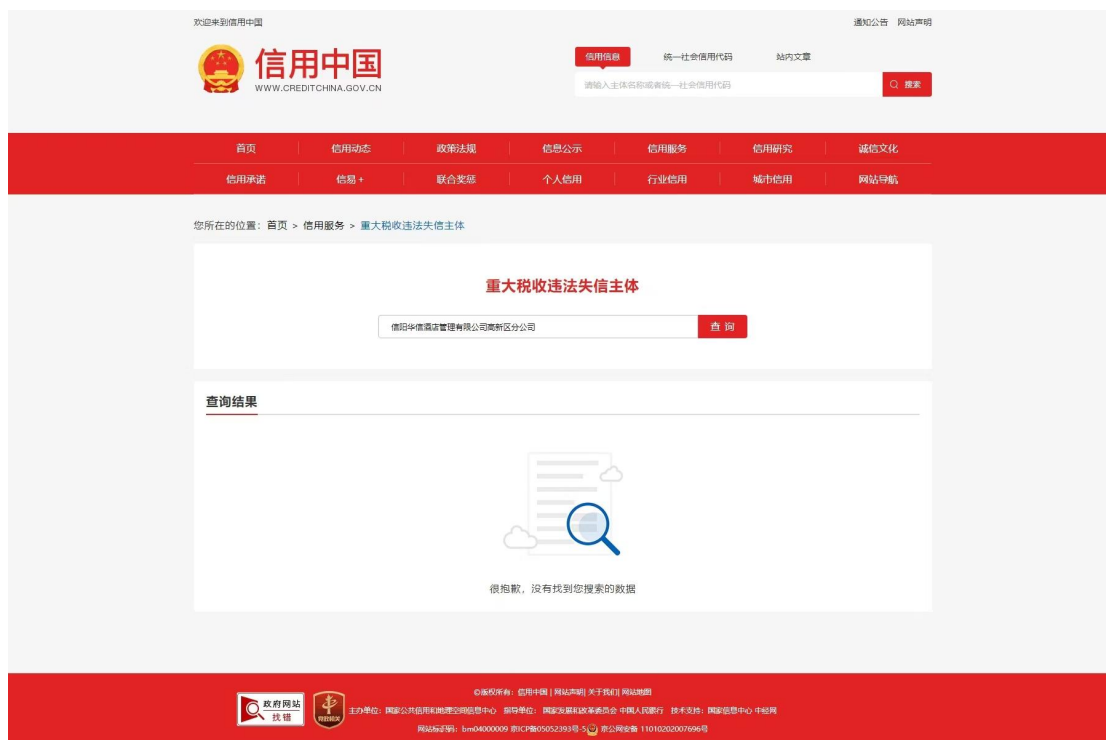 欢迎来到信用中国
通知公告 网站声明
信用中国
WWW.CREDITCHINA.GOV.CN
信用信息 统一社会信用代码 站内文章
请输入主体名称或者统一社会信用代码
搜索
首页 信用动态 政策法规 信息公示 信用服务 信用研究 诚信文化
信用承诺 信易+ 联合奖惩 个人信用 行业信用 城市信用 网站导航
您所在的位置：首页 > 信用服务 > 重大税收违法失信主体
重大税收违法失信主体
信阳华信酒店管理有限公司高新区分公司
查询
查询结果
很抱歉，没有找到您搜索的数据
©版权所有：信用中国 | 网站声明| 关于我们| 网站地图
政府网站
找错
党政机关
主办单位：国家公共信用和地理空间信息中心 指导单位：国家发展和改革委员会 中国人民银行 技术支持：国家信息中心 中经网
网站标识码：bm04000009 京ICP备05052393号-5 京公网安备 11010202007696号